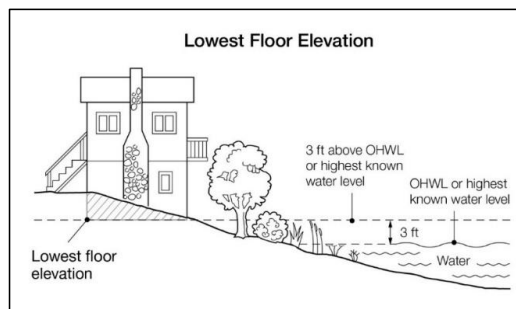 Lowest Floor Elevation
3 ft above OHWL
or highest known
water level
OHWL or highest
known water level
3 ft
Water
Lowest floor
elevation